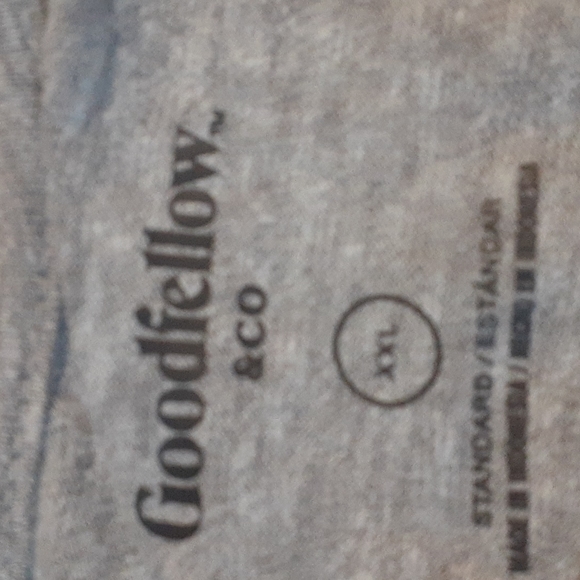 Goodfellow™
&CO
XXL
STANDARD / ESTÁNDAR
MADE IN INDONESIA / HECHO EN INDONESIA